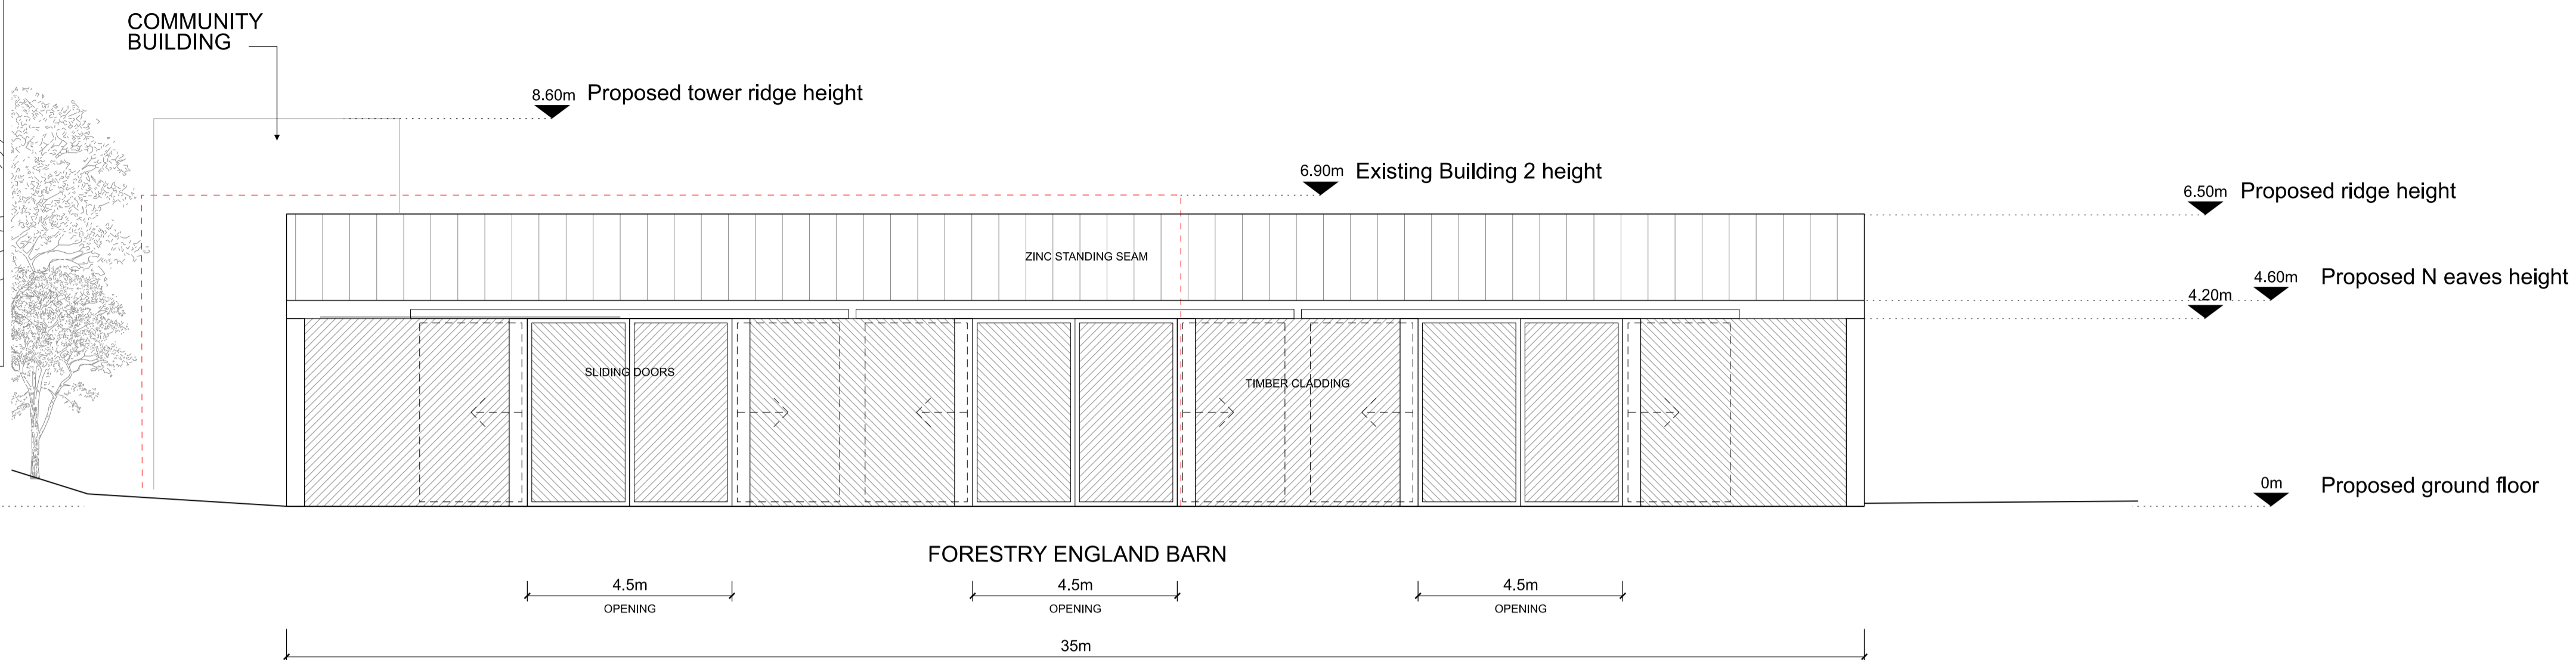 COMMUNITY
BUILDING
8.60m Proposed tower ridge height
6.90m Existing Building 2 height
6.50m Proposed ridge height
ZINC STANDING SEAM
4.60m Proposed N eaves height
4.20m
SLIDING DOORS
TIMBER CLADDING
0m Proposed ground floor
FORESTRY ENGLAND BARN
4.5m
OPENING
4.5m
OPENING
4.5m
OPENING
35m